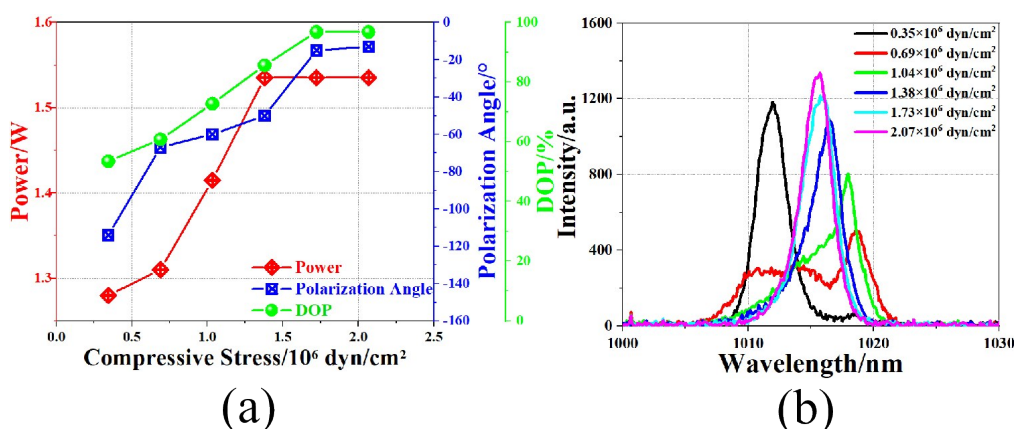 1.6
1.5
1.4
1.3
0.0 0.5 1.0 1.5 2.0 2.5
Power/W
Compressive Stress/10⁶ dyn/cm²
Power
Polarization Angle
DOP
0
-20
-40
-60
-80
-100
-120
-140
-160
Polarization Angle/°
100
80
60
40
20
0
DOP/%
(a)
1600
1200
800
400
0
Intensity/a.u.
1000 1010 1020 1030
Wavelength/nm
0.35×10⁶ dyn/cm²
0.69×10⁶ dyn/cm²
1.04×10⁶ dyn/cm²
1.38×10⁶ dyn/cm²
1.73×10⁶ dyn/cm²
2.07×10⁶ dyn/cm²
(b)